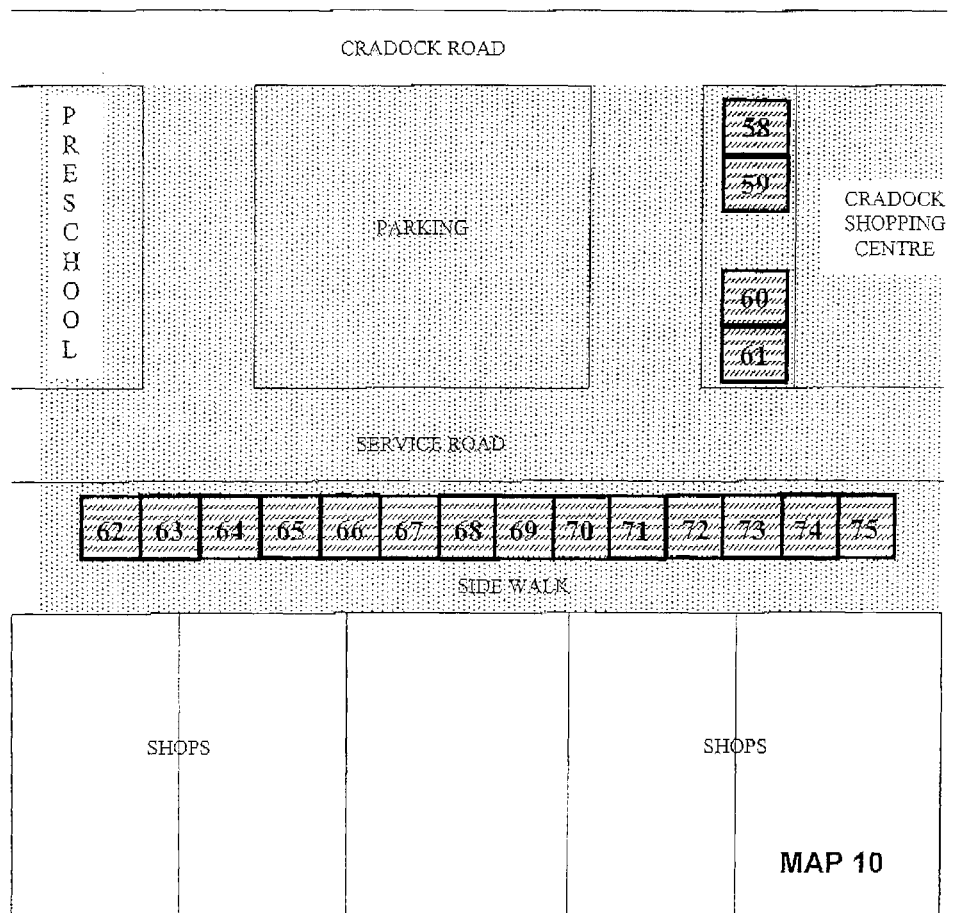 CRADOCK ROAD
PRESCHOOL
58
59
PARKING
CRADOCK
SHOPPING
CENTRE
60
61
SERVICE ROAD
62 63 64 65 66 67 68 69 70 71 72 73 74 75
SIDE WALK
SHOPS SHOPS
MAP 10